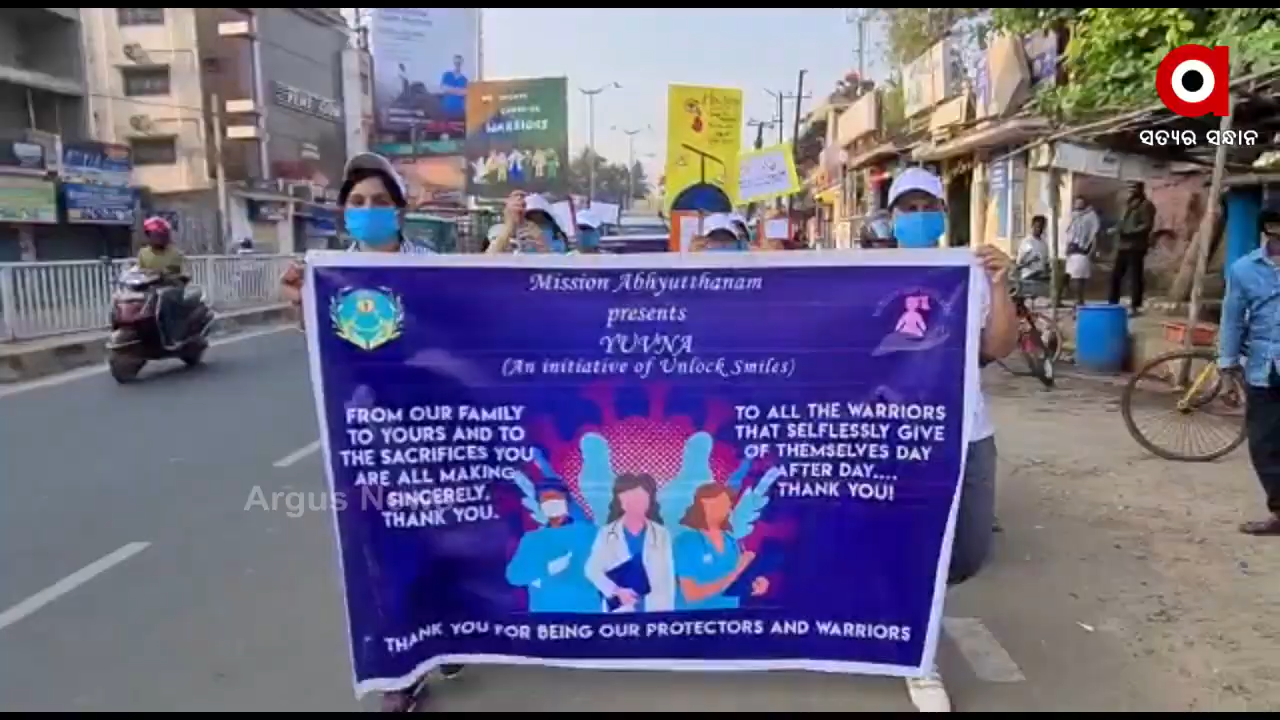 ସତ୍ୟର ସନ୍ଧାନ
WARRIORS
Mission Abhyutthanam
presents
YUVNA
(An initiative of Unlock Smiles)
FROM OUR FAMILY
TO YOURS AND TO
THE SACRIFICES YOU
ARE ALL MAKING
SINCERELY,
THANK YOU.
TO ALL THE WARRIORS
THAT SELFLESSLY GIVE
OF THEMSELVES DAY
AFTER DAY....
THANK YOU!
THANK YOU FOR BEING OUR PROTECTORS AND WARRIORS
Argus News